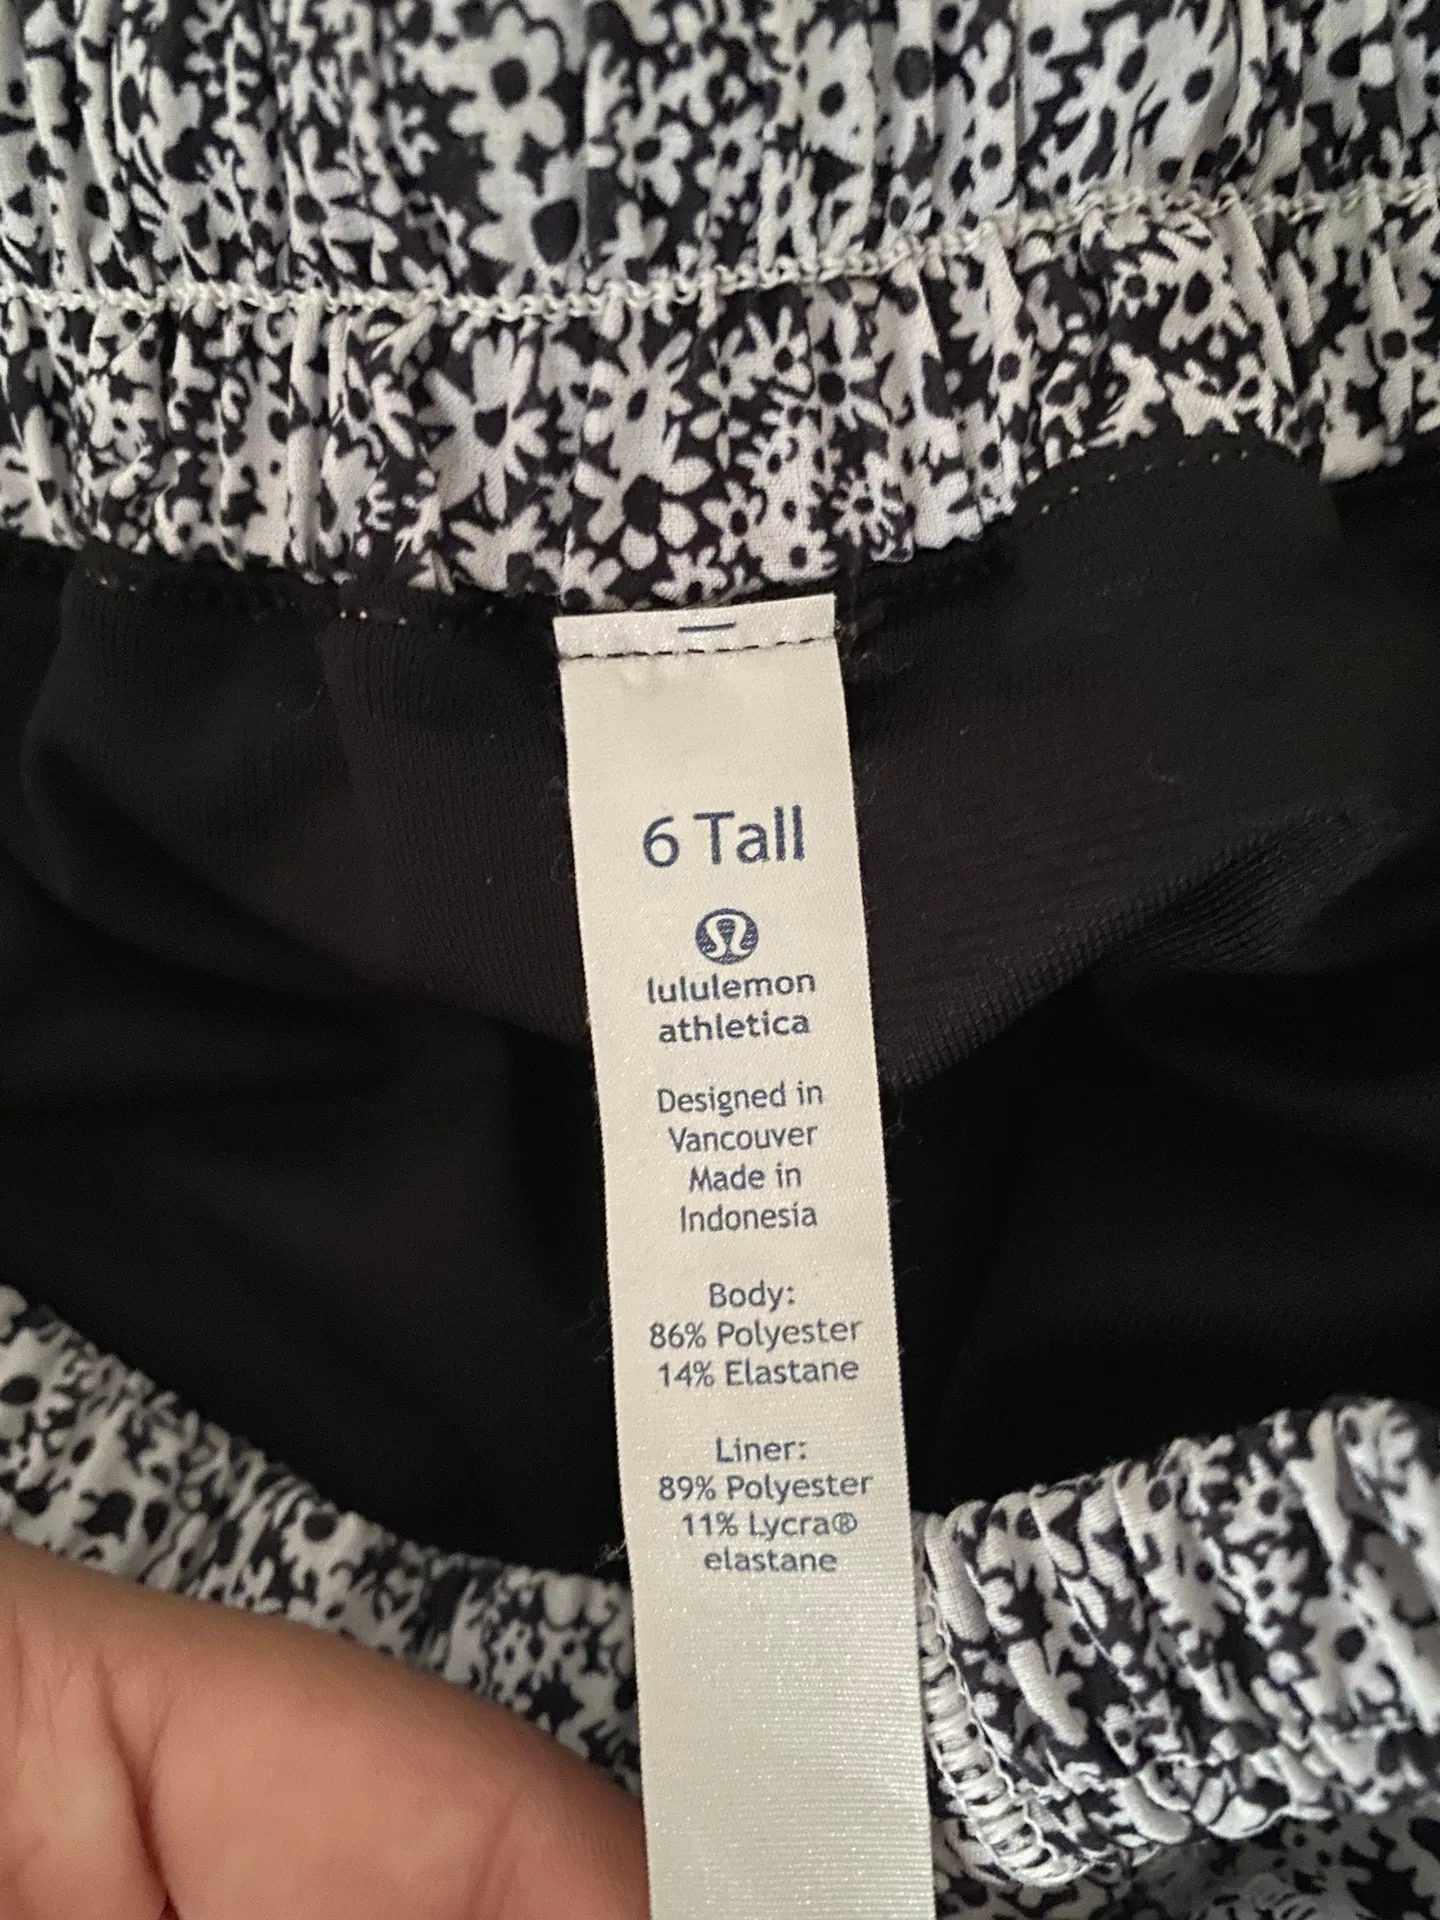 6 Tall
lululemon
athletica
Designed in
Vancouver
Made in
Indonesia
Body:
86% Polyester
14% Elastane
Liner:
89% Polyester
11% Lycra®
elastane